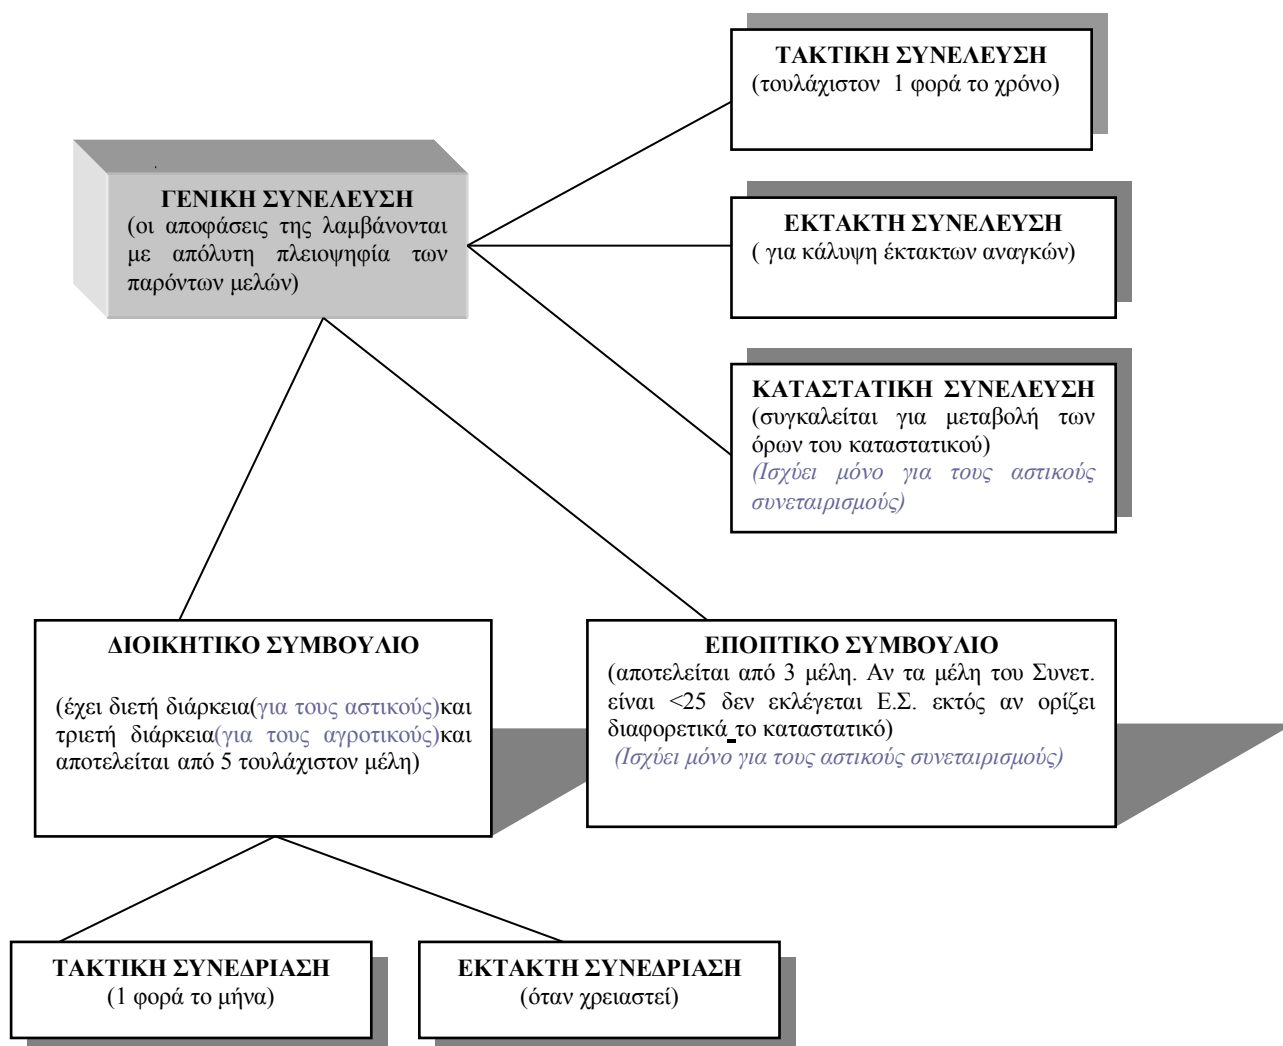 ΤΑΚΤΙΚΗ ΣΥΝΕΛΕΥΣΗ
(τουλάχιστον 1 φορά το χρόνο)
ΓΕΝΙΚΗ ΣΥΝΕΛΕΥΣΗ
(οι αποφάσεις της λαμβάνονται
με απόλυτη πλειοψηφία των
παρόντων μελών)
ΕΚΤΑΚΤΗ ΣΥΝΕΛΕΥΣΗ
( για κάλυψη έκτακτων αναγκών)
ΚΑΤΑΣΤΑΤΙΚΗ ΣΥΝΕΛΕΥΣΗ
(συγκαλείται για μεταβολή των
όρων του καταστατικού)
(Ισχύει μόνο για τους αστικούς
συνεταιρισμούς)
ΔΙΟΙΚΗΤΙΚΟ ΣΥΜΒΟΥΛΙΟ
(έχει διετή διάρκεια(για τους αστικούς)και
τριετή διάρκεια(για τους αγροτικούς)και
αποτελείται από 5 τουλάχιστον μέλη)
ΕΠΟΠΤΙΚΟ ΣΥΜΒΟΥΛΙΟ
(αποτελείται από 3 μέλη. Αν τα μέλη του Συνετ.
είναι <25 δεν εκλέγεται Ε.Σ. εκτός αν ορίζει
διαφορετικά το καταστατικό)
(Ισχύει μόνο για τους αστικούς συνεταιρισμούς)
ΤΑΚΤΙΚΗ ΣΥΝΕΔΡΙΑΣΗ
(1 φορά το μήνα)
ΕΚΤΑΚΤΗ ΣΥΝΕΔΡΙΑΣΗ
(όταν χρειαστεί)